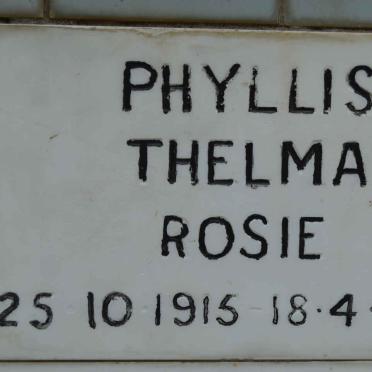 PHYLLIS
THELMA
ROSIE
25 10·1915 18·4·